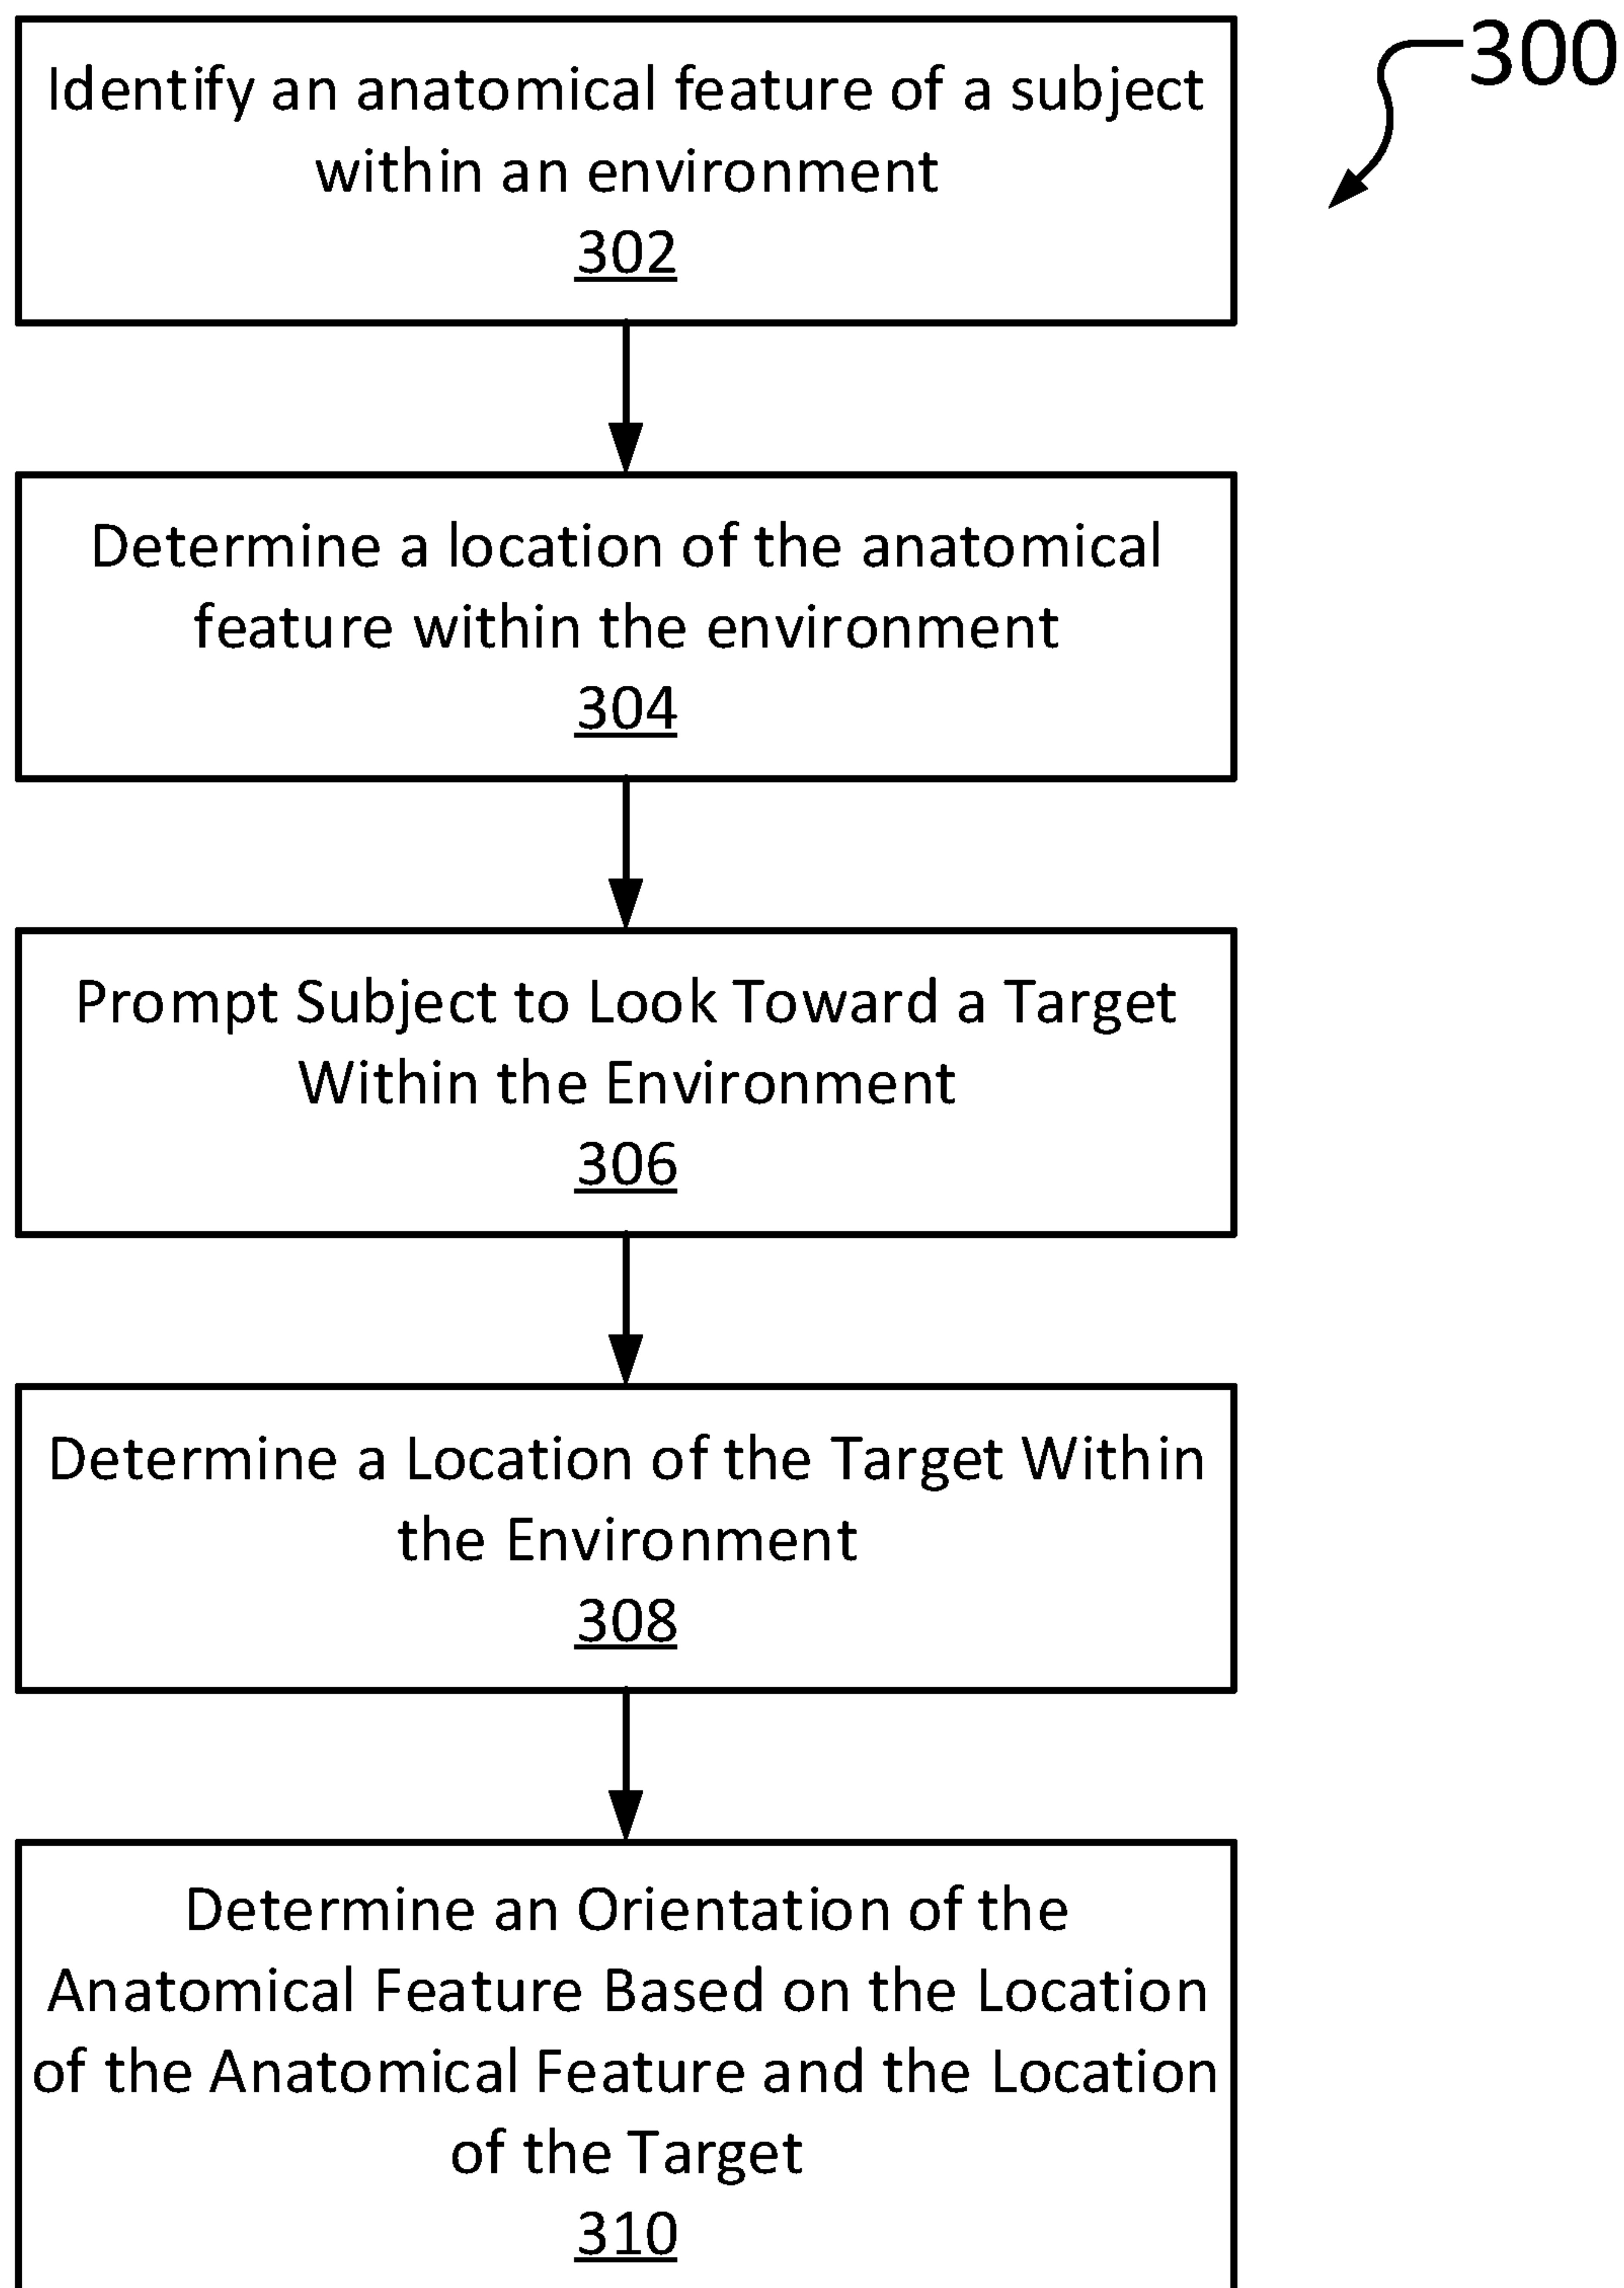 300
Identify an anatomical feature of a subject
within an environment
302
Determine a location of the anatomical
feature within the environment
304
Prompt Subject to Look Toward a Target
Within the Environment
306
Determine a Location of the Target Within
the Environment
308
Determine an Orientation of the
Anatomical Feature Based on the Location
of the Anatomical Feature and the Location
of the Target
310